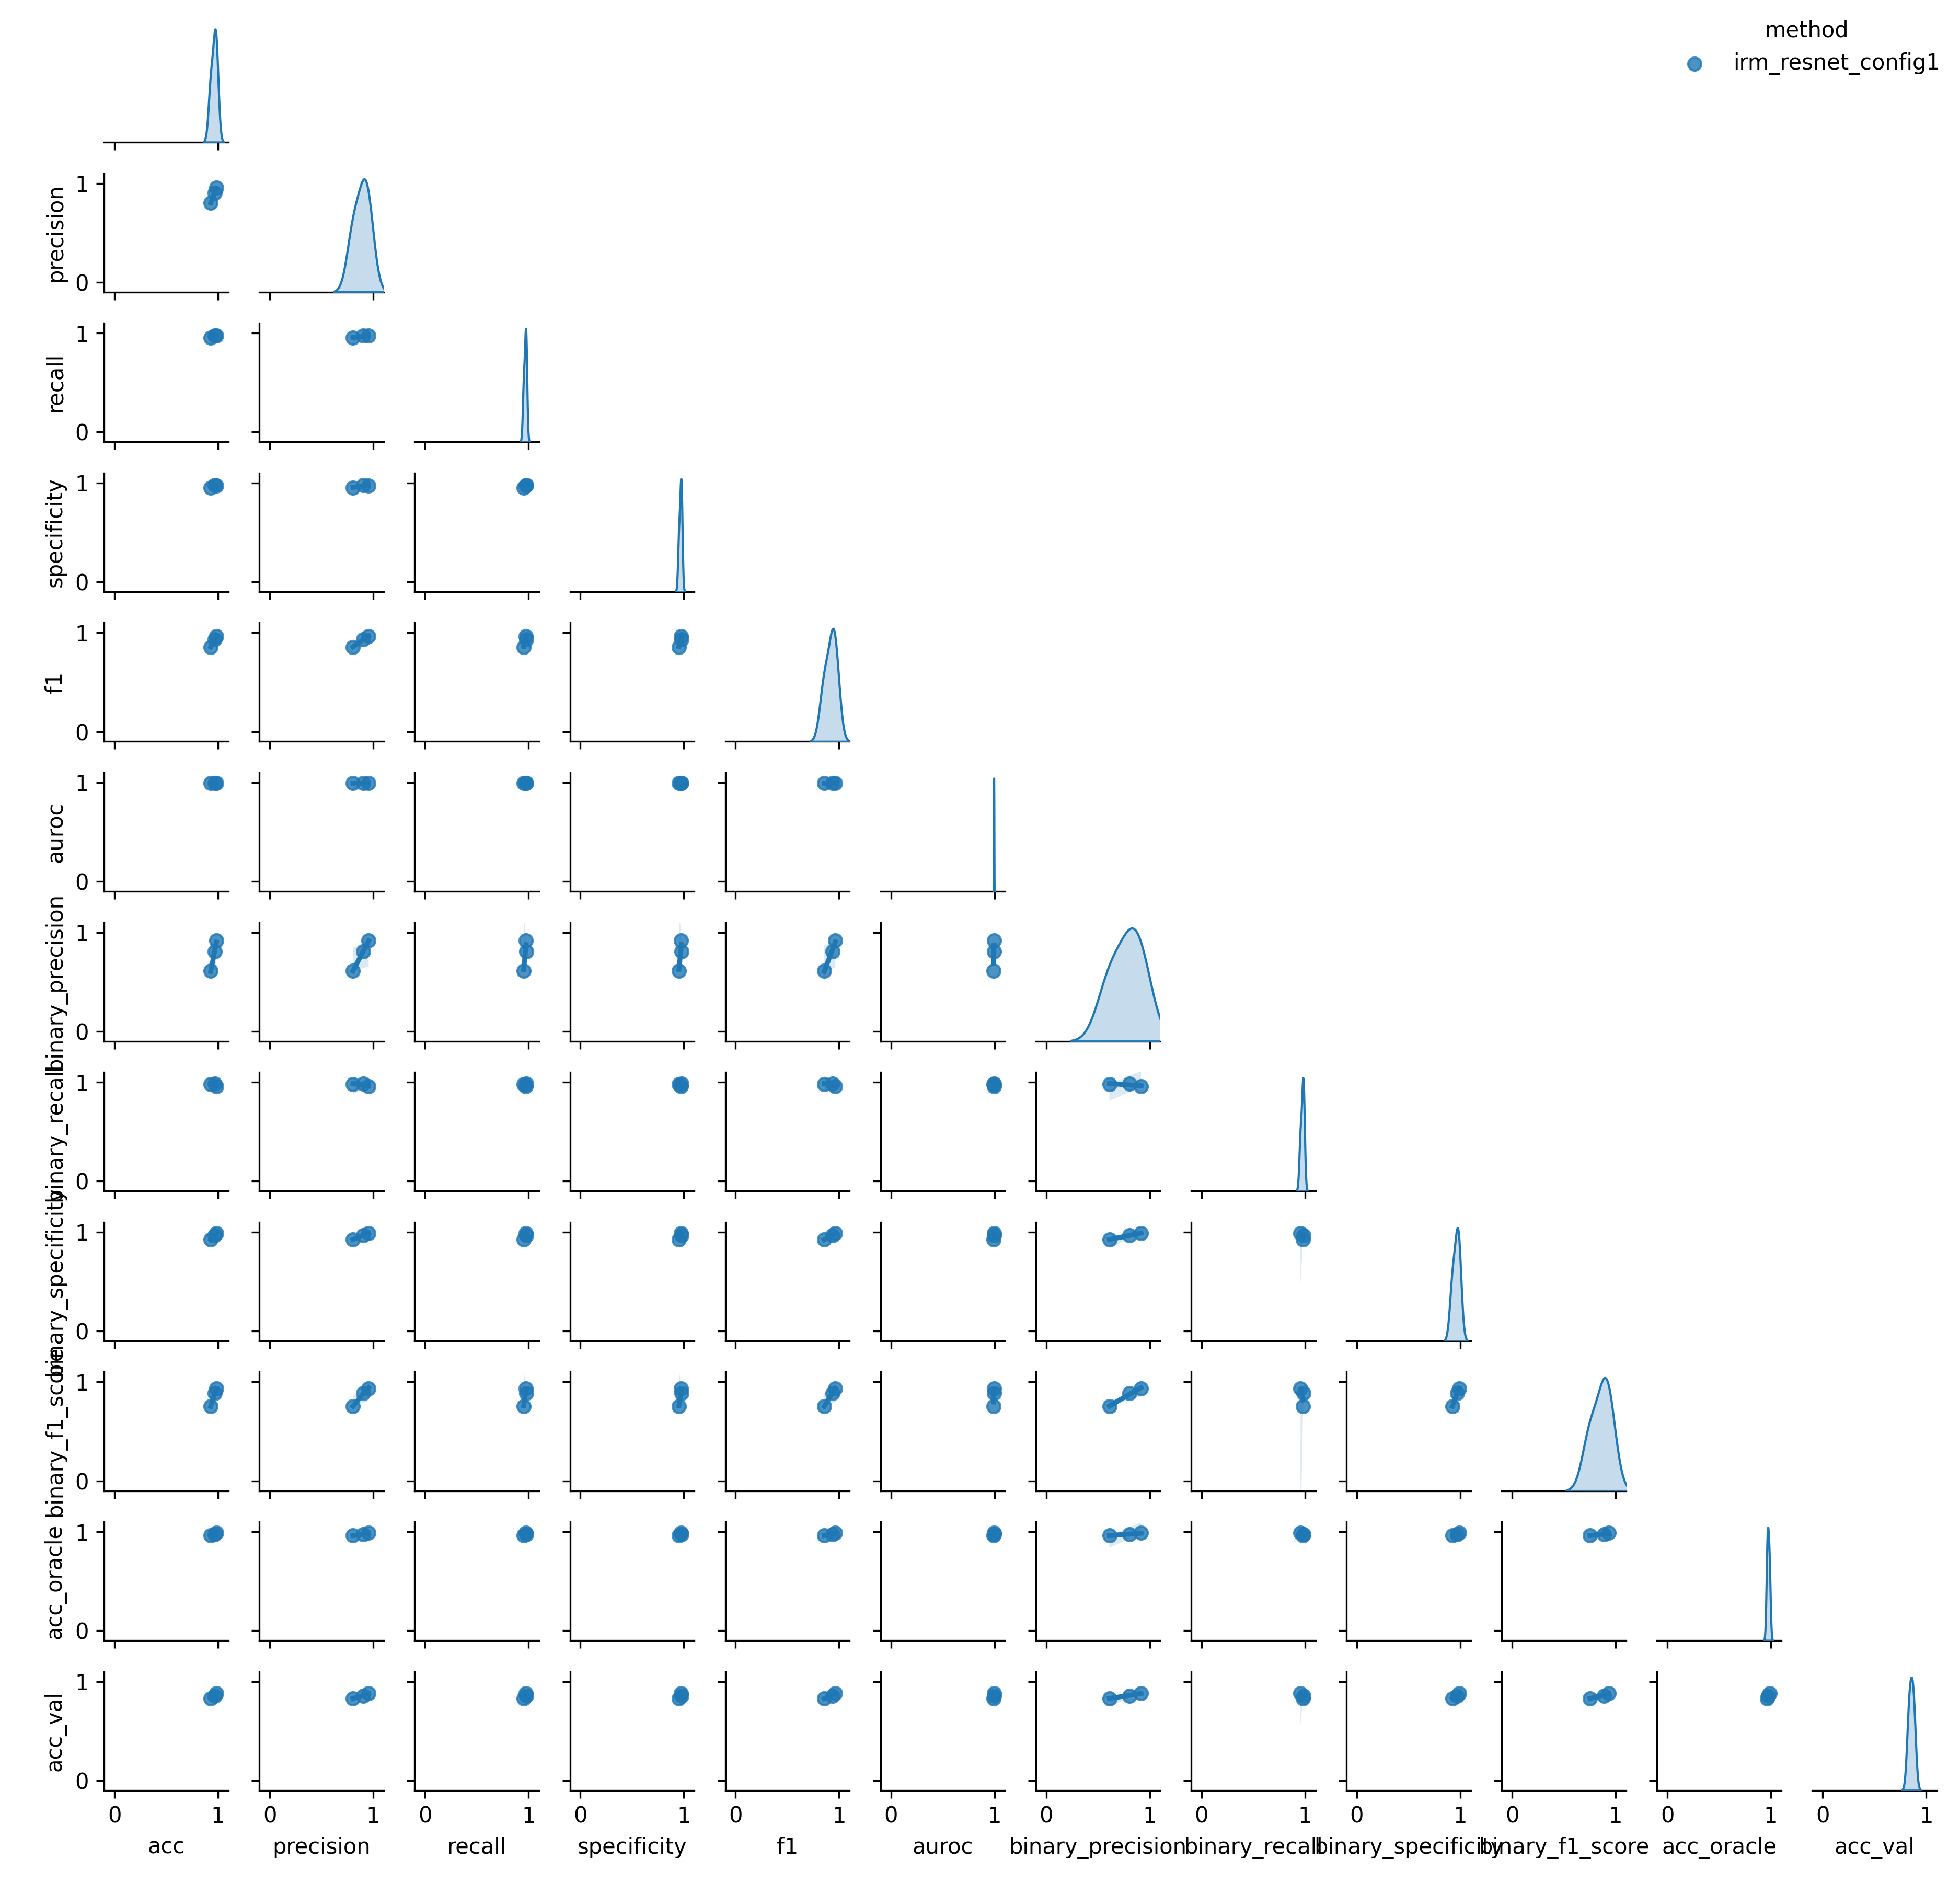 method
irm_resnet_config1
1
0
precision
1
0
recall
1
0
specificity
1
0
f1
1
0
auroc
1
0
binary_precision
1
0
binary_recall
1
0
binary_specificity
1
0
binary_f1_score
1
0
acc_oracle
1
0
acc_val
0 1 0 1 0 1 0 1 0 1 0 1 0 1 0 1 0 1 0 1 0 1 0 1
acc precision recall specificity f1 auroc binary_precision binary_recall binary_specificity binary_f1_score acc_oracle acc_val